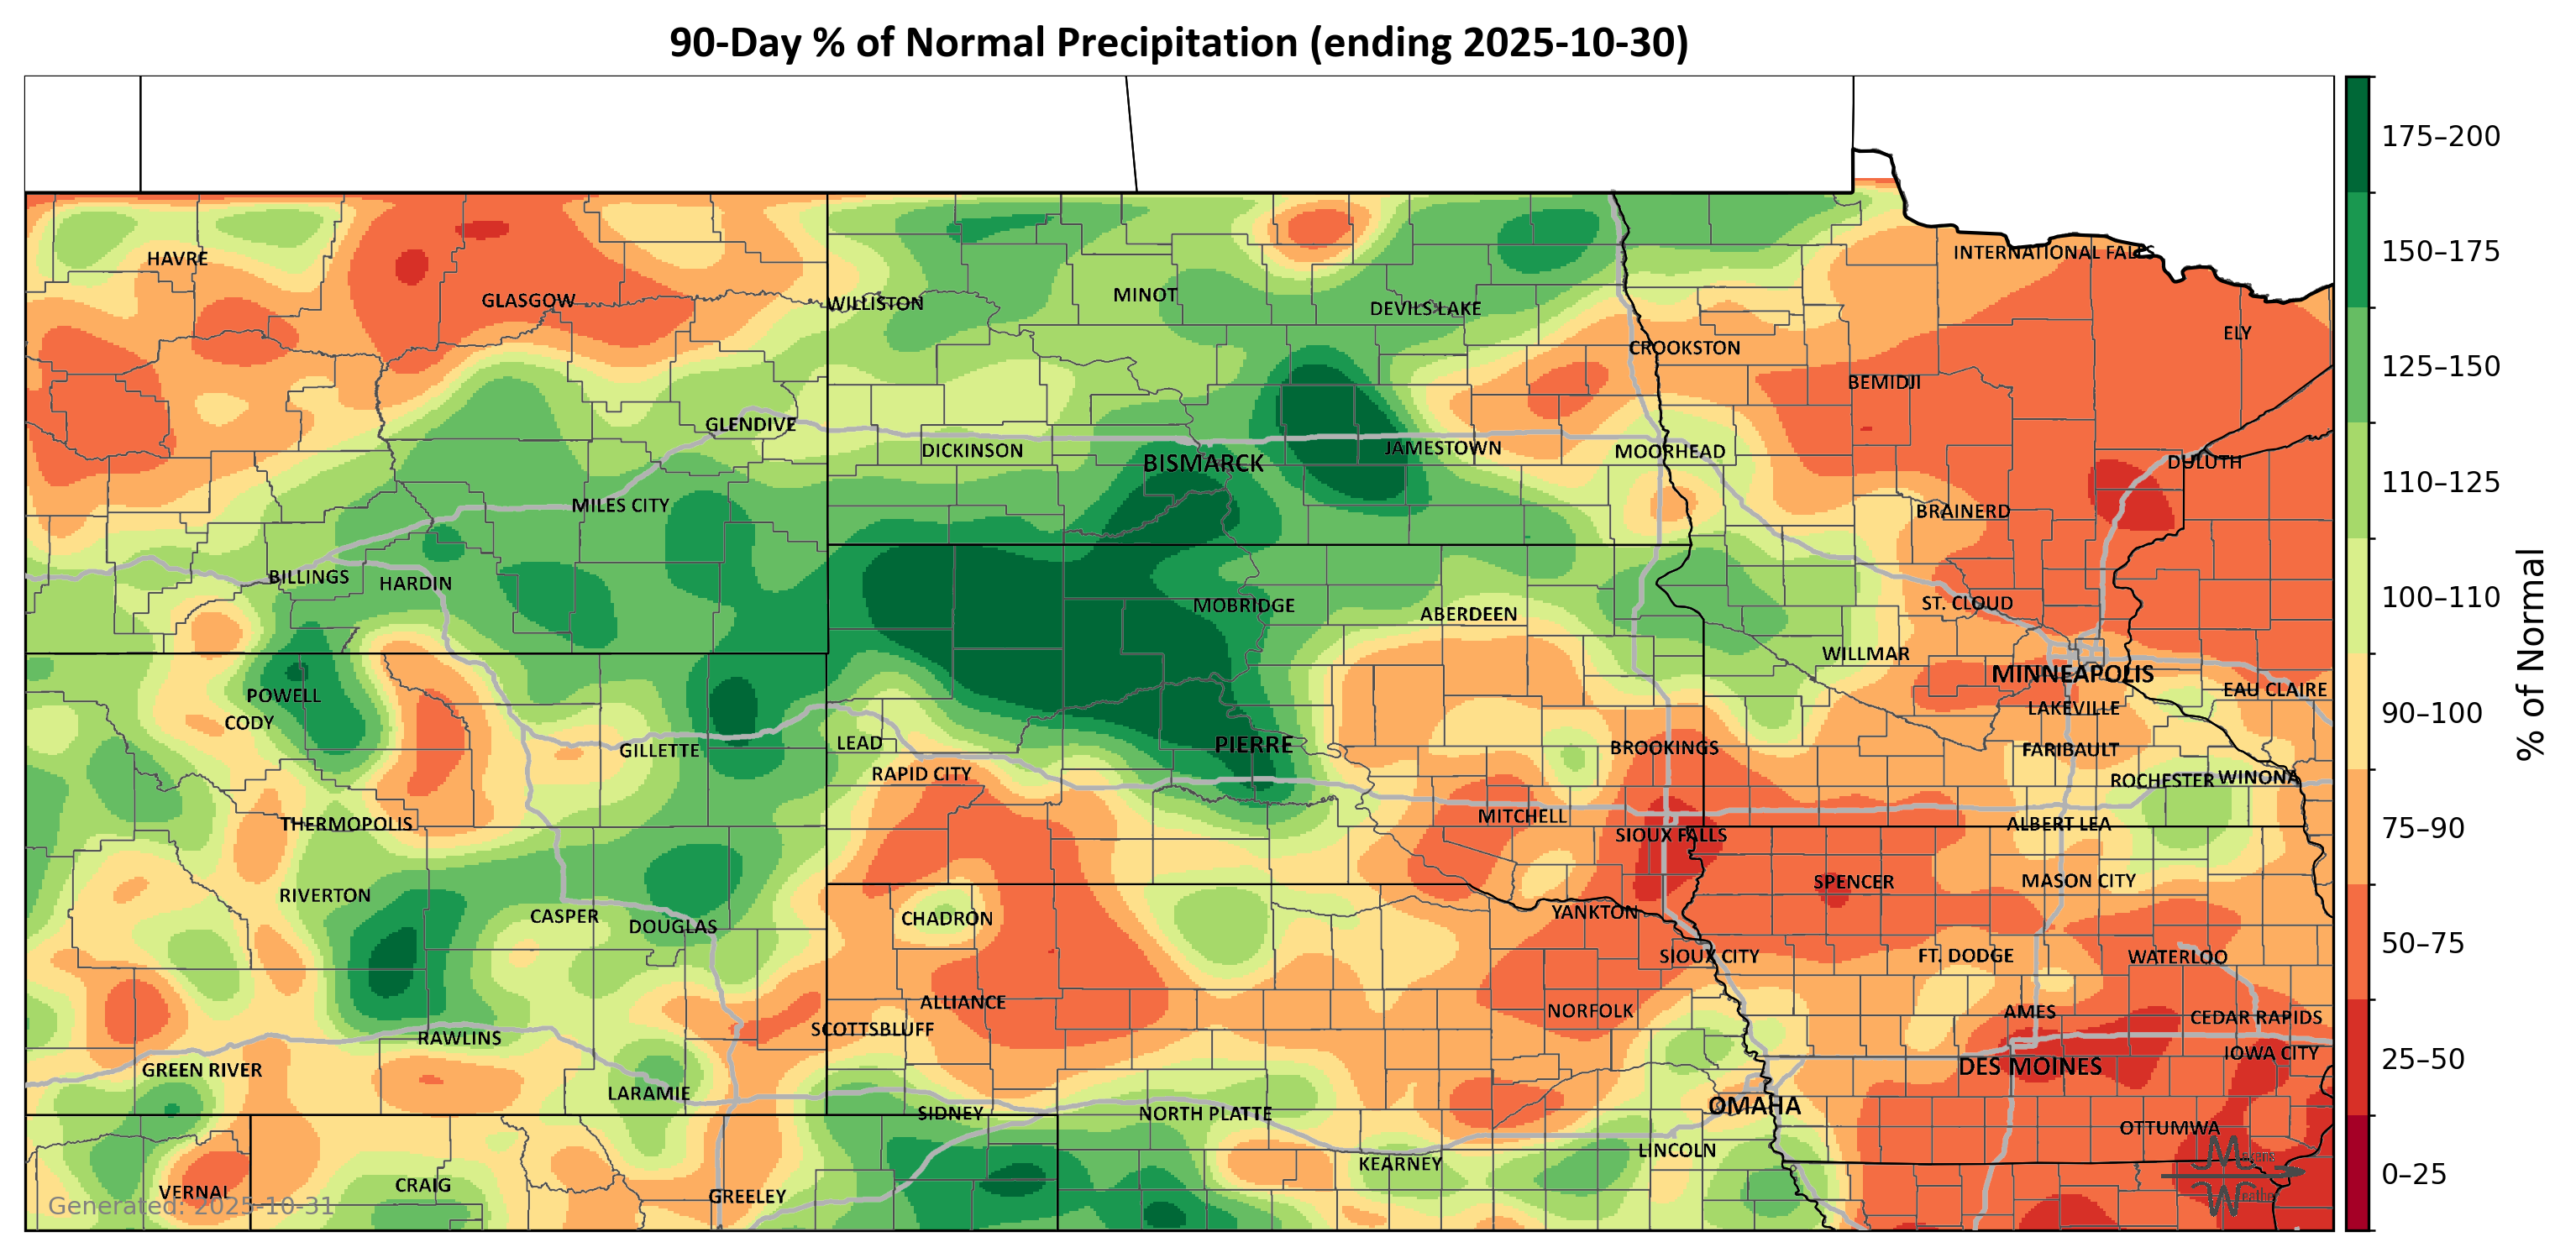 90-Day % of Normal Precipitation (ending 2025-10-30)
175–200
INTERNATIONAL FALLS
150–175
HAVRE
MINOT
GLASGOW
WILLISTON
DEVILS LAKE
ELY
CROOKSTON
125–150
BEMIDJI
GLENDIVE
DICKINSON
JAMESTOWN
MOORHEAD
BISMARCK
DULUTH
110–125
MILES CITY
BRAINERD
BILLINGS
HARDIN
100–110
MOBRIDGE
ABERDEEN
ST. CLOUD
WILLMAR
MINNEAPOLIS
POWELL
EAU CLAIRE
CODY
LAKEVILLE
90–100
% of Normal
LEAD
PIERRE
BROOKINGS
GILLETTE
FARIBAULT
RAPID CITY
ROCHESTER
WINONA
THERMOPOLIS
MITCHELL
ALBERT LEA
75–90
SIOUX FALLS
RIVERTON
SPENCER
MASON CITY
CASPER
CHADRON
YANKTON
DOUGLAS
50–75
SIOUX CITY
FT. DODGE
WATERLOO
ALLIANCE
NORFOLK
AMES
CEDAR RAPIDS
SCOTTSBLUFF
RAWLINS
IOWA CITY
25–50
GREEN RIVER
DES MOINES
LARAMIE
SIDNEY
NORTH PLATTE
OMAHA
OTTUMWA
LINCOLN
KEARNEY
0–25
VERNAL
CRAIG
GREELEY
Generated: 2025-10-31